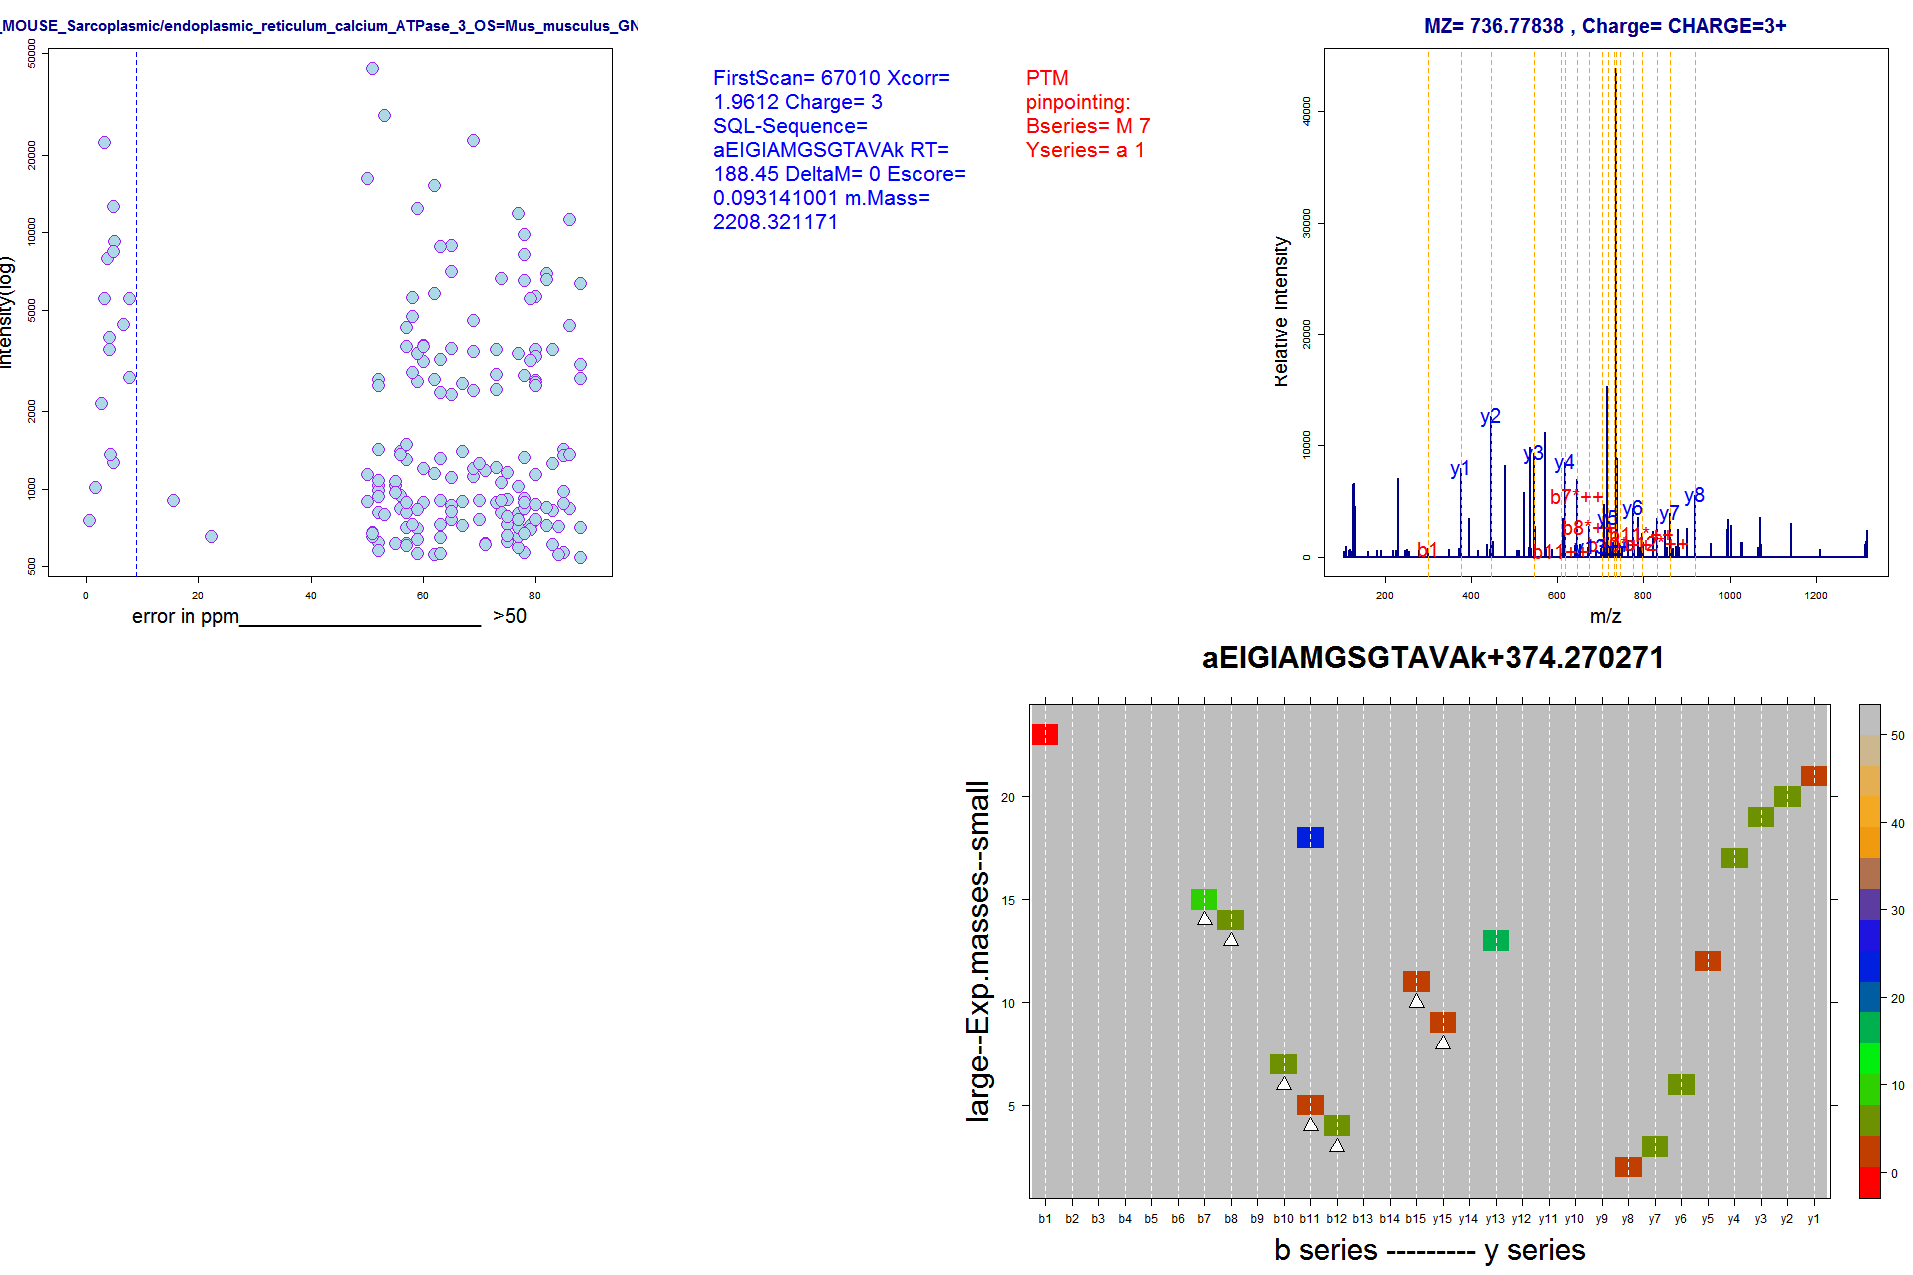 _MOUSE_Sarcoplasmic/endoplasmic_reticulum_calcium_ATPase_3_OS=Mus_musculus_GN
intensity(log)
50000
20000
10000
5000
2000
1000
500
0 20 40 60 80
error in ppm______________________ >50
FirstScan= 67010 Xcorr=
1.9612 Charge= 3
SQL-Sequence=
aEIGIAMGSGTAVAk RT=
188.45 DeltaM= 0 Escore=
0.093141001 m.Mass=
2208.321171
PTM
pinpointing:
Bseries= M 7
Yseries= a 1
MZ= 736.77838 , Charge= CHARGE=3+
Relative Intensity
40000
30000
20000
10000
0
y1
y2
y3
y4
y5
y6
y7
y8
b1
b7*++
200 400 600 800 1000 1200
m/z
aEIGIAMGSGTAVAk+374.270271
large--Exp.masses--small
20
15
10
5
50
40
30
20
10
0
b1 b2 b3 b4 b5 b6 b7 b8 b9 b10 b11 b12 b13 b14 b15 y15 y14 y13 y12 y11 y10 y9 y8 y7 y6 y5 y4 y3 y2 y1
b series --------- y series